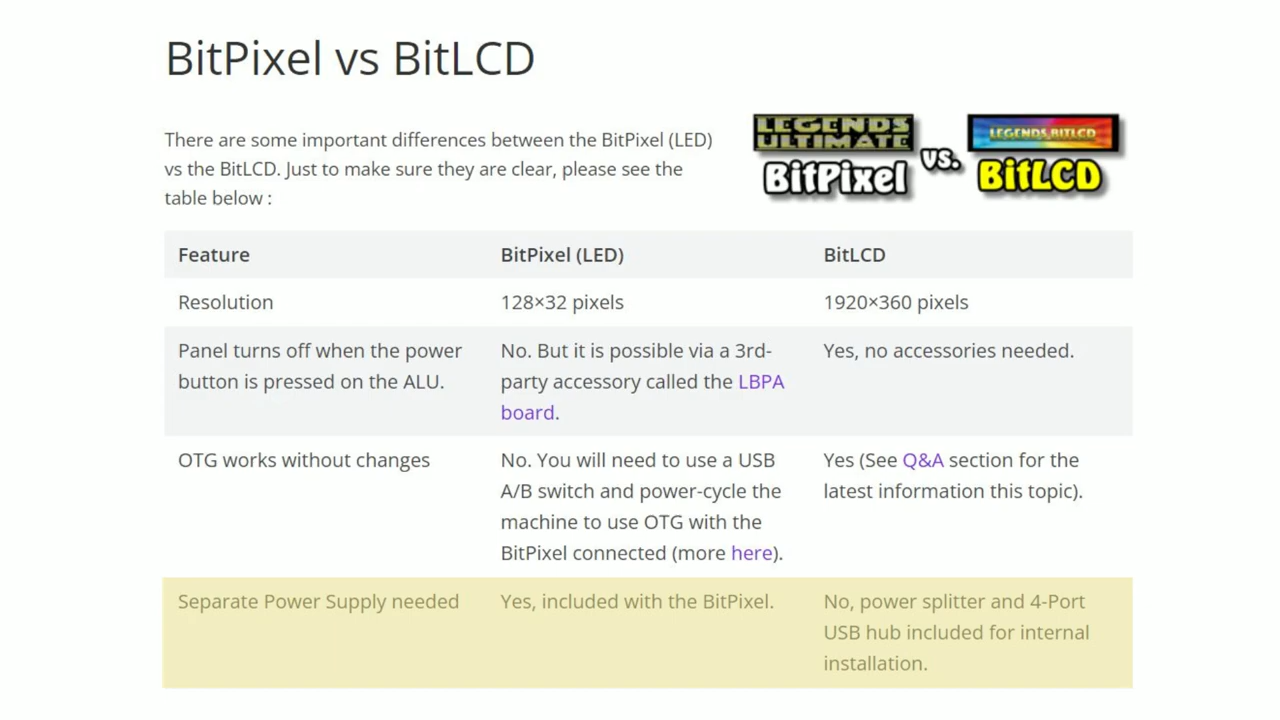 BitPixel vs BitLCD
There are some important differences between the BitPixel (LED)
vs the BitLCD. Just to make sure they are clear, please see the
table below :
LEGENDS
ULTIMATE
BitPixel
vs.
LEGENDS BITLCD
BitLCD
Feature
BitPixel (LED)
BitLCD
Resolution
128×32 pixels
1920×360 pixels
Panel turns off when the power
button is pressed on the ALU.
No. But it is possible via a 3rd-
party accessory called the LBPA
board.
Yes, no accessories needed.
OTG works without changes
No. You will need to use a USB
A/B switch and power-cycle the
machine to use OTG with the
BitPixel connected (more here).
Yes (See Q&A section for the
latest information this topic).
Separate Power Supply needed
Yes, included with the BitPixel.
No, power splitter and 4-Port
USB hub included for internal
installation.